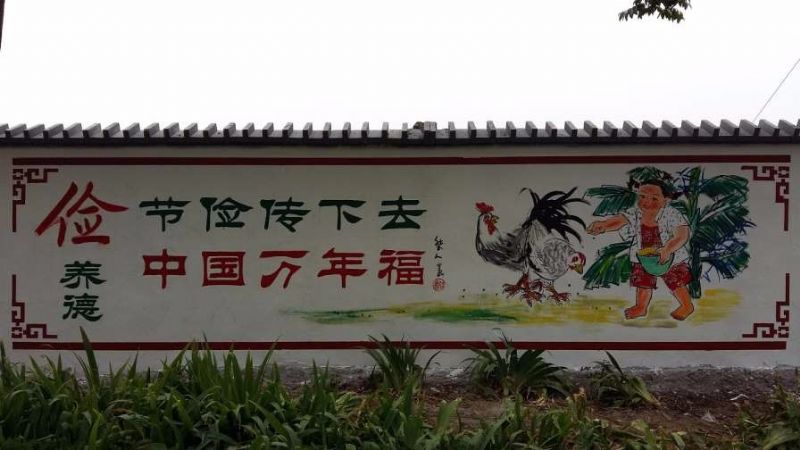 俭
养德
节俭传下去
中国万年福